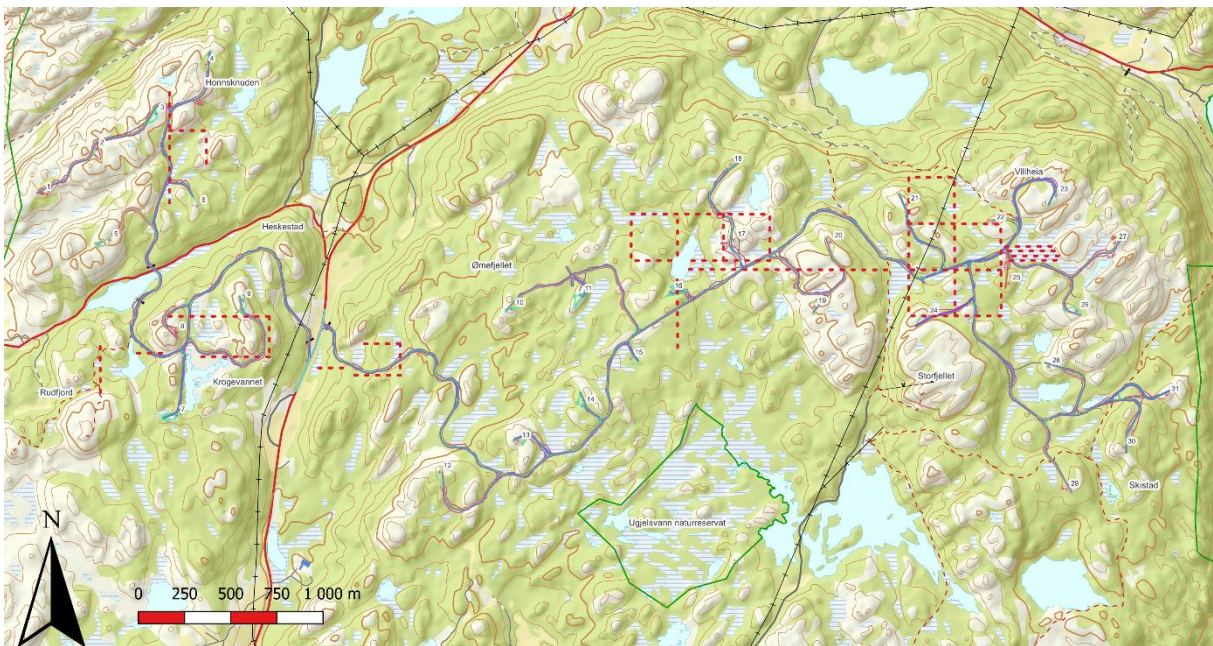 4
Honnsknuden
3
2
1
6
5
Heskestad
9
8
Krogevannet
Rudfjord
7
18
17
Ørnefjellet
11
10
16
20
19
15
14
13
12
21
Villheia
23
22
27
25
26
24
Storfjellet
28
31
30
29
Skistad
Ugjelsvann naturreservat
N
0 250 500 750 1 000 m